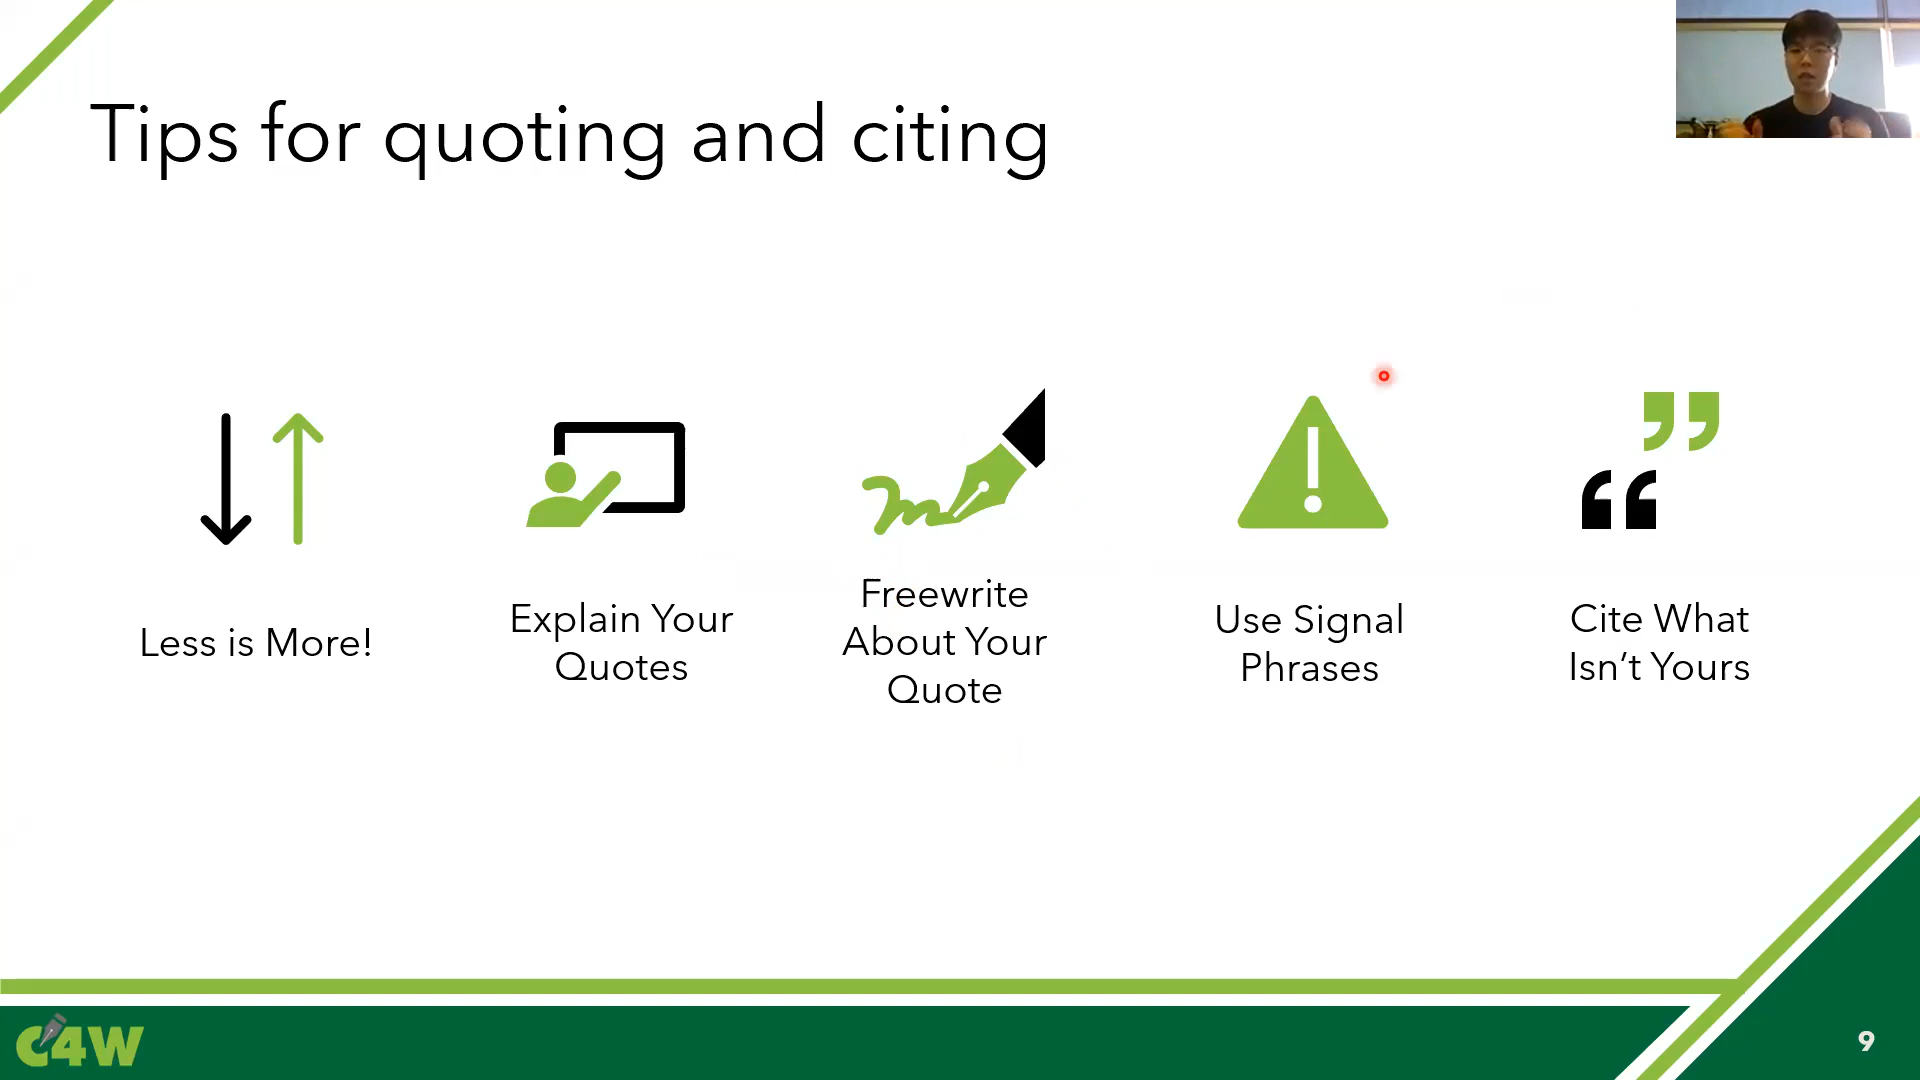 Tips for quoting and citing
Less is More!
Explain Your
Quotes
Freewrite
About Your
Quote
Use Signal
Phrases
Cite What
Isn’t Yours
C4W
9